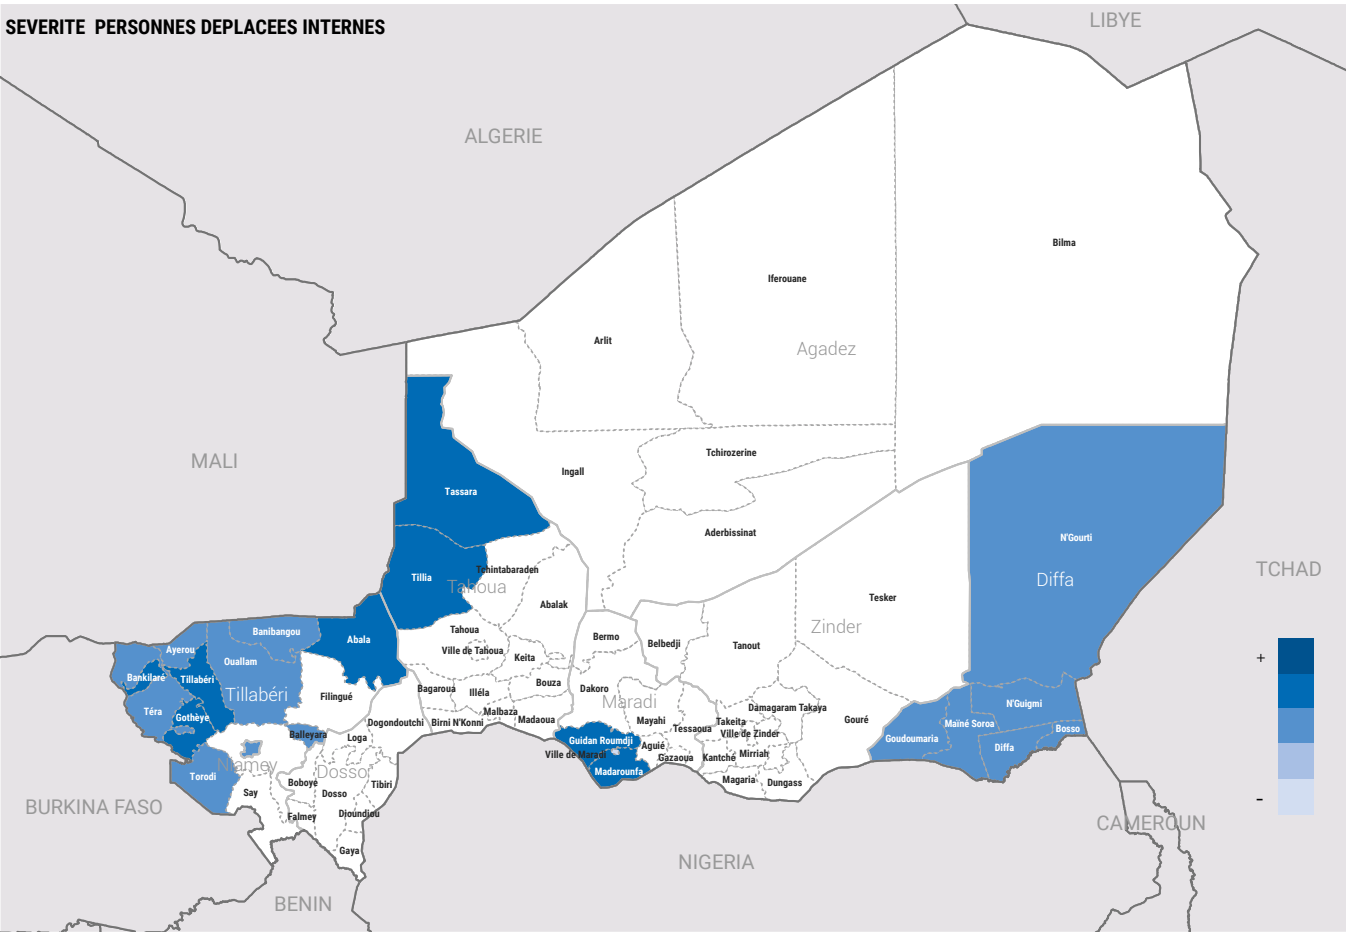 SEVERITE PERSONNES DEPLACEES INTERNES
LIBYE
ALGERIE
Bilma
Iferouane
Arlit
Agadez
Tchirozerine
MALI
Ingall
Tassara
Aderbissinat
N'Gourti
TCHAD
Tchintabaraden
Tillia
Tahoua
Diffa
Tesker
Abalak
Zinder
Banibangou
Tahoua
Bermo
Abala
Belbedji
Tanout
Ayerou
Ville de Tahoua
Keita
Oualla​m
+
Bankilaré
Tillabéri
Bouza
Bagaroua
Illéla
Dakoro
Tillabéri
Filingué
Maradi
N'Guigmi
Téra
Gothèye
Malbaza
Damagaram Takaya
Dogondoutchi
Birni N'Konni
Madaoua
Mayahi
Takeita
Gouré
Maïné Soroa
Tessaoua
Bosso
Balleyara
Loga
Guidan Roumdji
Ville de Zinder
Goudoumaria
Aguié
Diffa
Ville de Maradi
Gazaoua
Kantché
Mirriah
Niamey
Dosso
Madarounfa
Torodi
Magaria
Dungass
Boboye
Tibiri
Say
Dosso
-
BURKINA FASO
Falmey
Djoundiou
CAMEROUN
Gaya
NIGERIA
BENIN